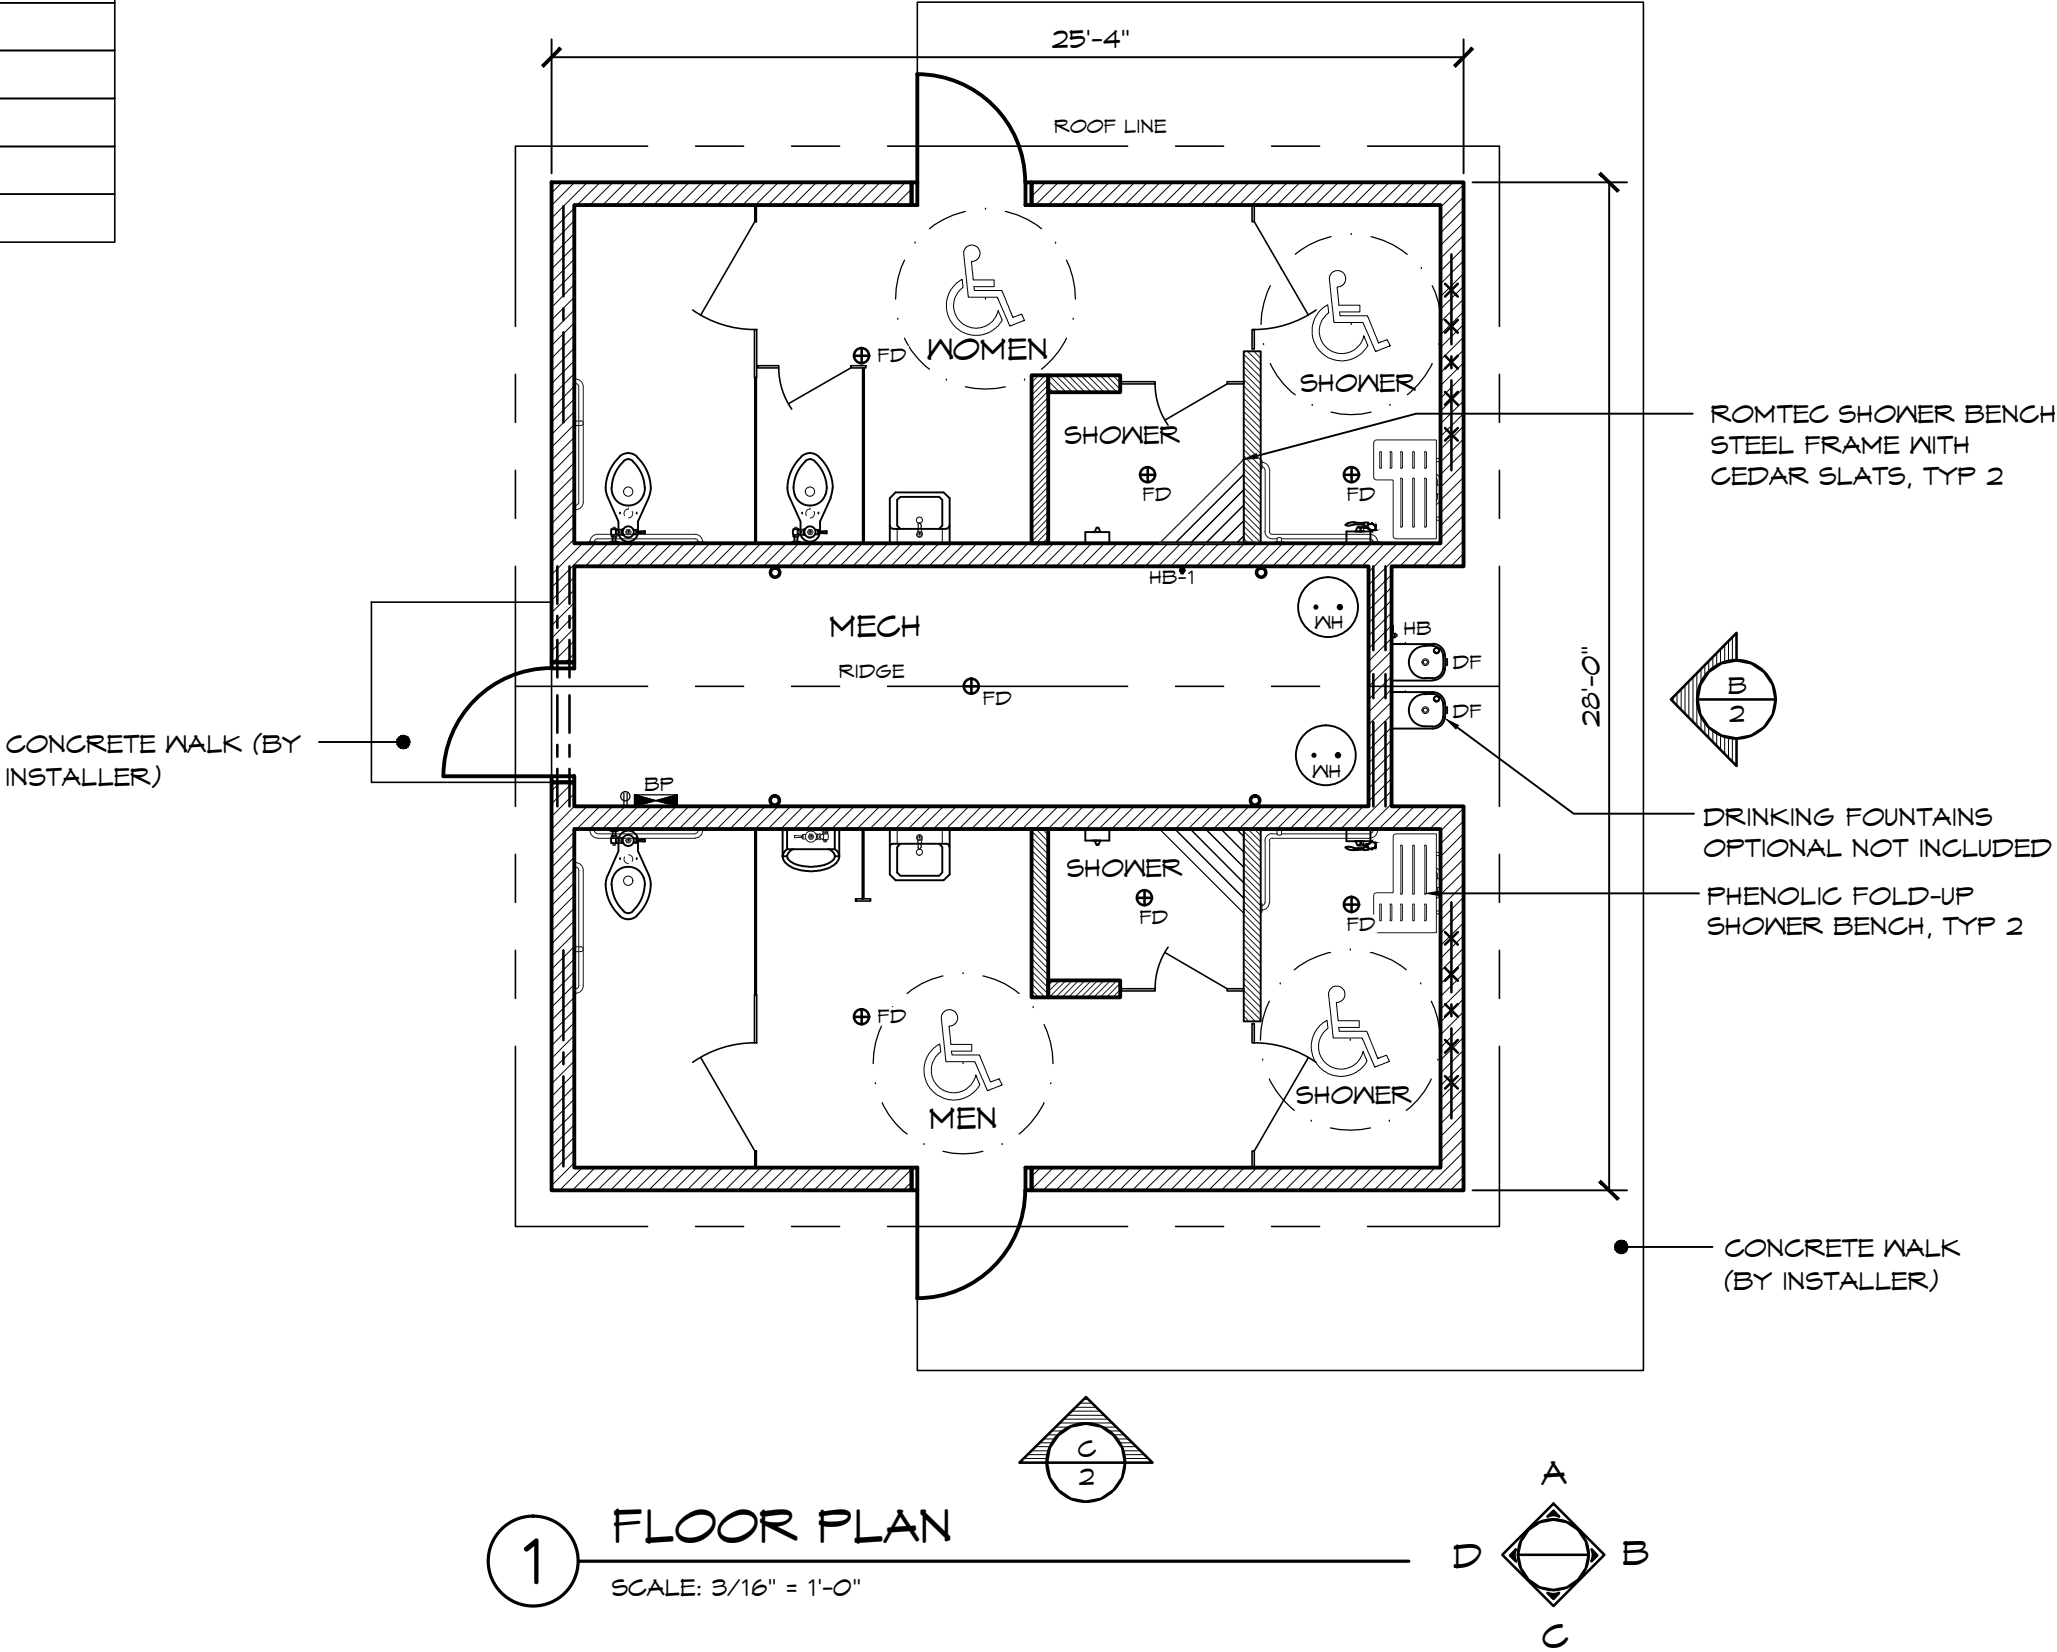 25'-4"
ROOF LINE
FD
WOMEN
SHOWER
SHOWER
FD
FD
ROMTEC SHOWER BENCH
STEEL FRAME WITH
CEDAR SLATS, TYP 2
HB-1
MECH
WH
HB
DF
RIDGE
FD
DF
28'-0"
B
2
CONCRETE WALK (BY
INSTALLER)
WH
BP
DRINKING FOUNTAINS
OPTIONAL NOT INCLUDED
SHOWER
FD
FD
PHENOLIC FOLD-UP
SHOWER BENCH, TYP 2
FD
MEN
SHOWER
CONCRETE WALK
(BY INSTALLER)
C
2
1
FLOOR PLAN
SCALE: 3/16" = 1'-0"
A
D
B
C